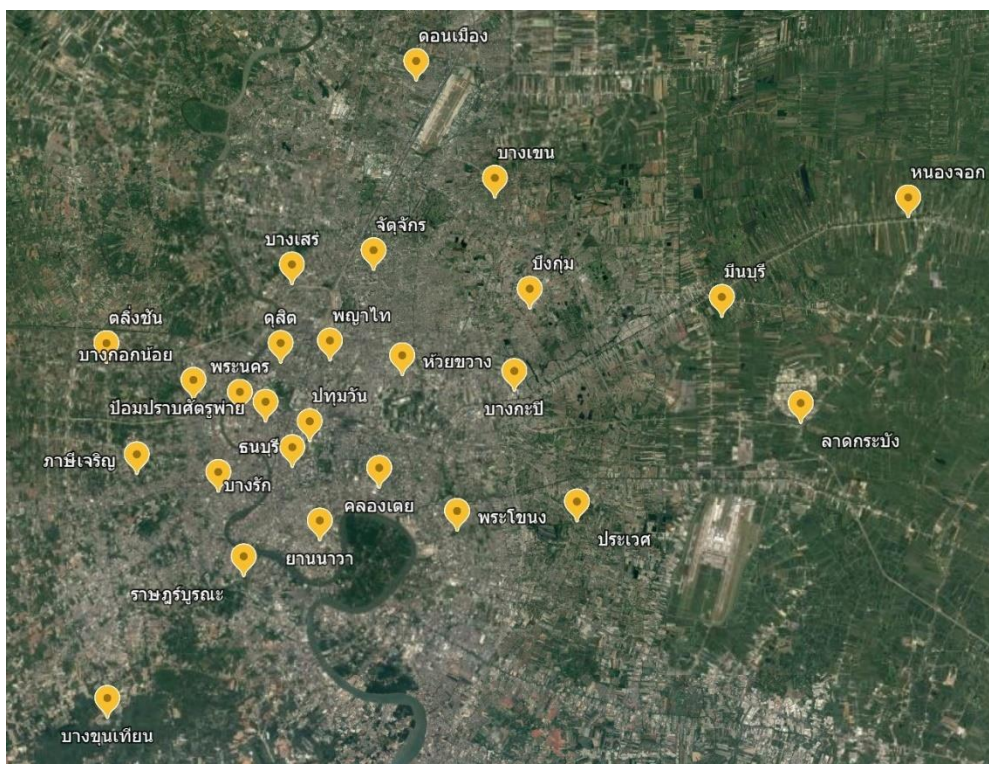 ดอนเมือง
บางเขน
หนองจอก
จัตุจักร
บางเสร่
บึงกุ่ม
มีนบุรี
ตลิ่งชัน
ดุสิต
พญาไท
บางกอกน้อย
พระนคร
ห้วยขวาง
ป้อมปราบศัตรูพ่าย
ปทุมวัน
บางกะปิ
ลาดกระบัง
ธนบุรี
ภาษีเจริญ
บางรัก
คลองเตย
พระโขนง
ประเวศ
ยานนาวา
ราษฎร์บูรณะ
บางขุนเทียน